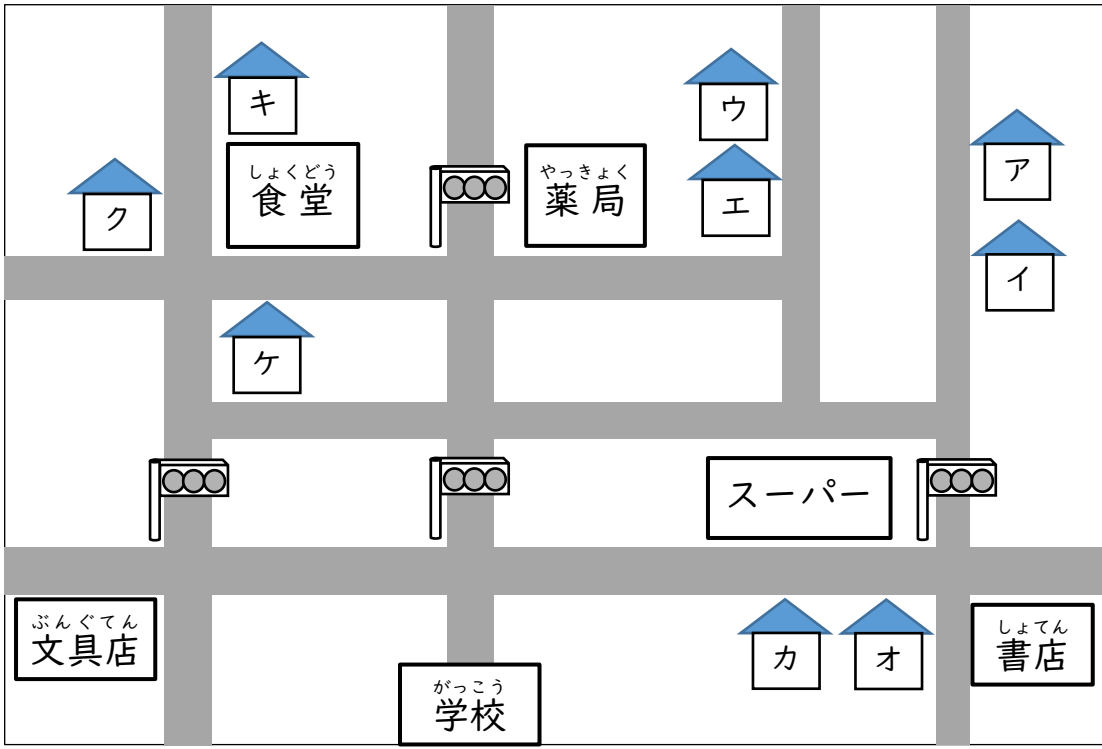 キ
ウ
ア
しょくどう
食堂
やっきょく
薬局
ク
エ
イ
ケ
スーパー
ぶんぐてん
文具店
カ
オ
しょてん
書店
がっこう
学校